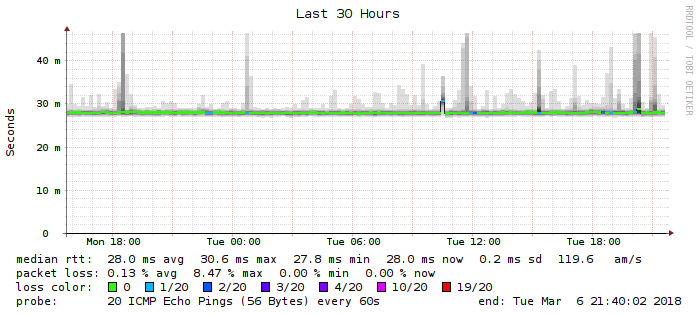 Last 30 Hours
RRDTOOL / TOBI OETIKER
Seconds
40 m
30 m
20 m
10 m
0
Mon 18:00 Tue 00:00 Tue 06:00 Tue 12:00 Tue 18:00
median rtt: 28.0 ms avg 30.6 ms max 27.8 ms min 28.0 ms now 0.2 ms sd 119.6 am/s
packet loss: 0.13 % avg 8.47 % max 0.00 % min 0.00 % now
loss color: 0 1/20 2/20 3/20 4/20 10/20 19/20
probe: 20 ICMP Echo Pings (56 Bytes) every 60s end: Tue Mar 6 21:40:02 2018